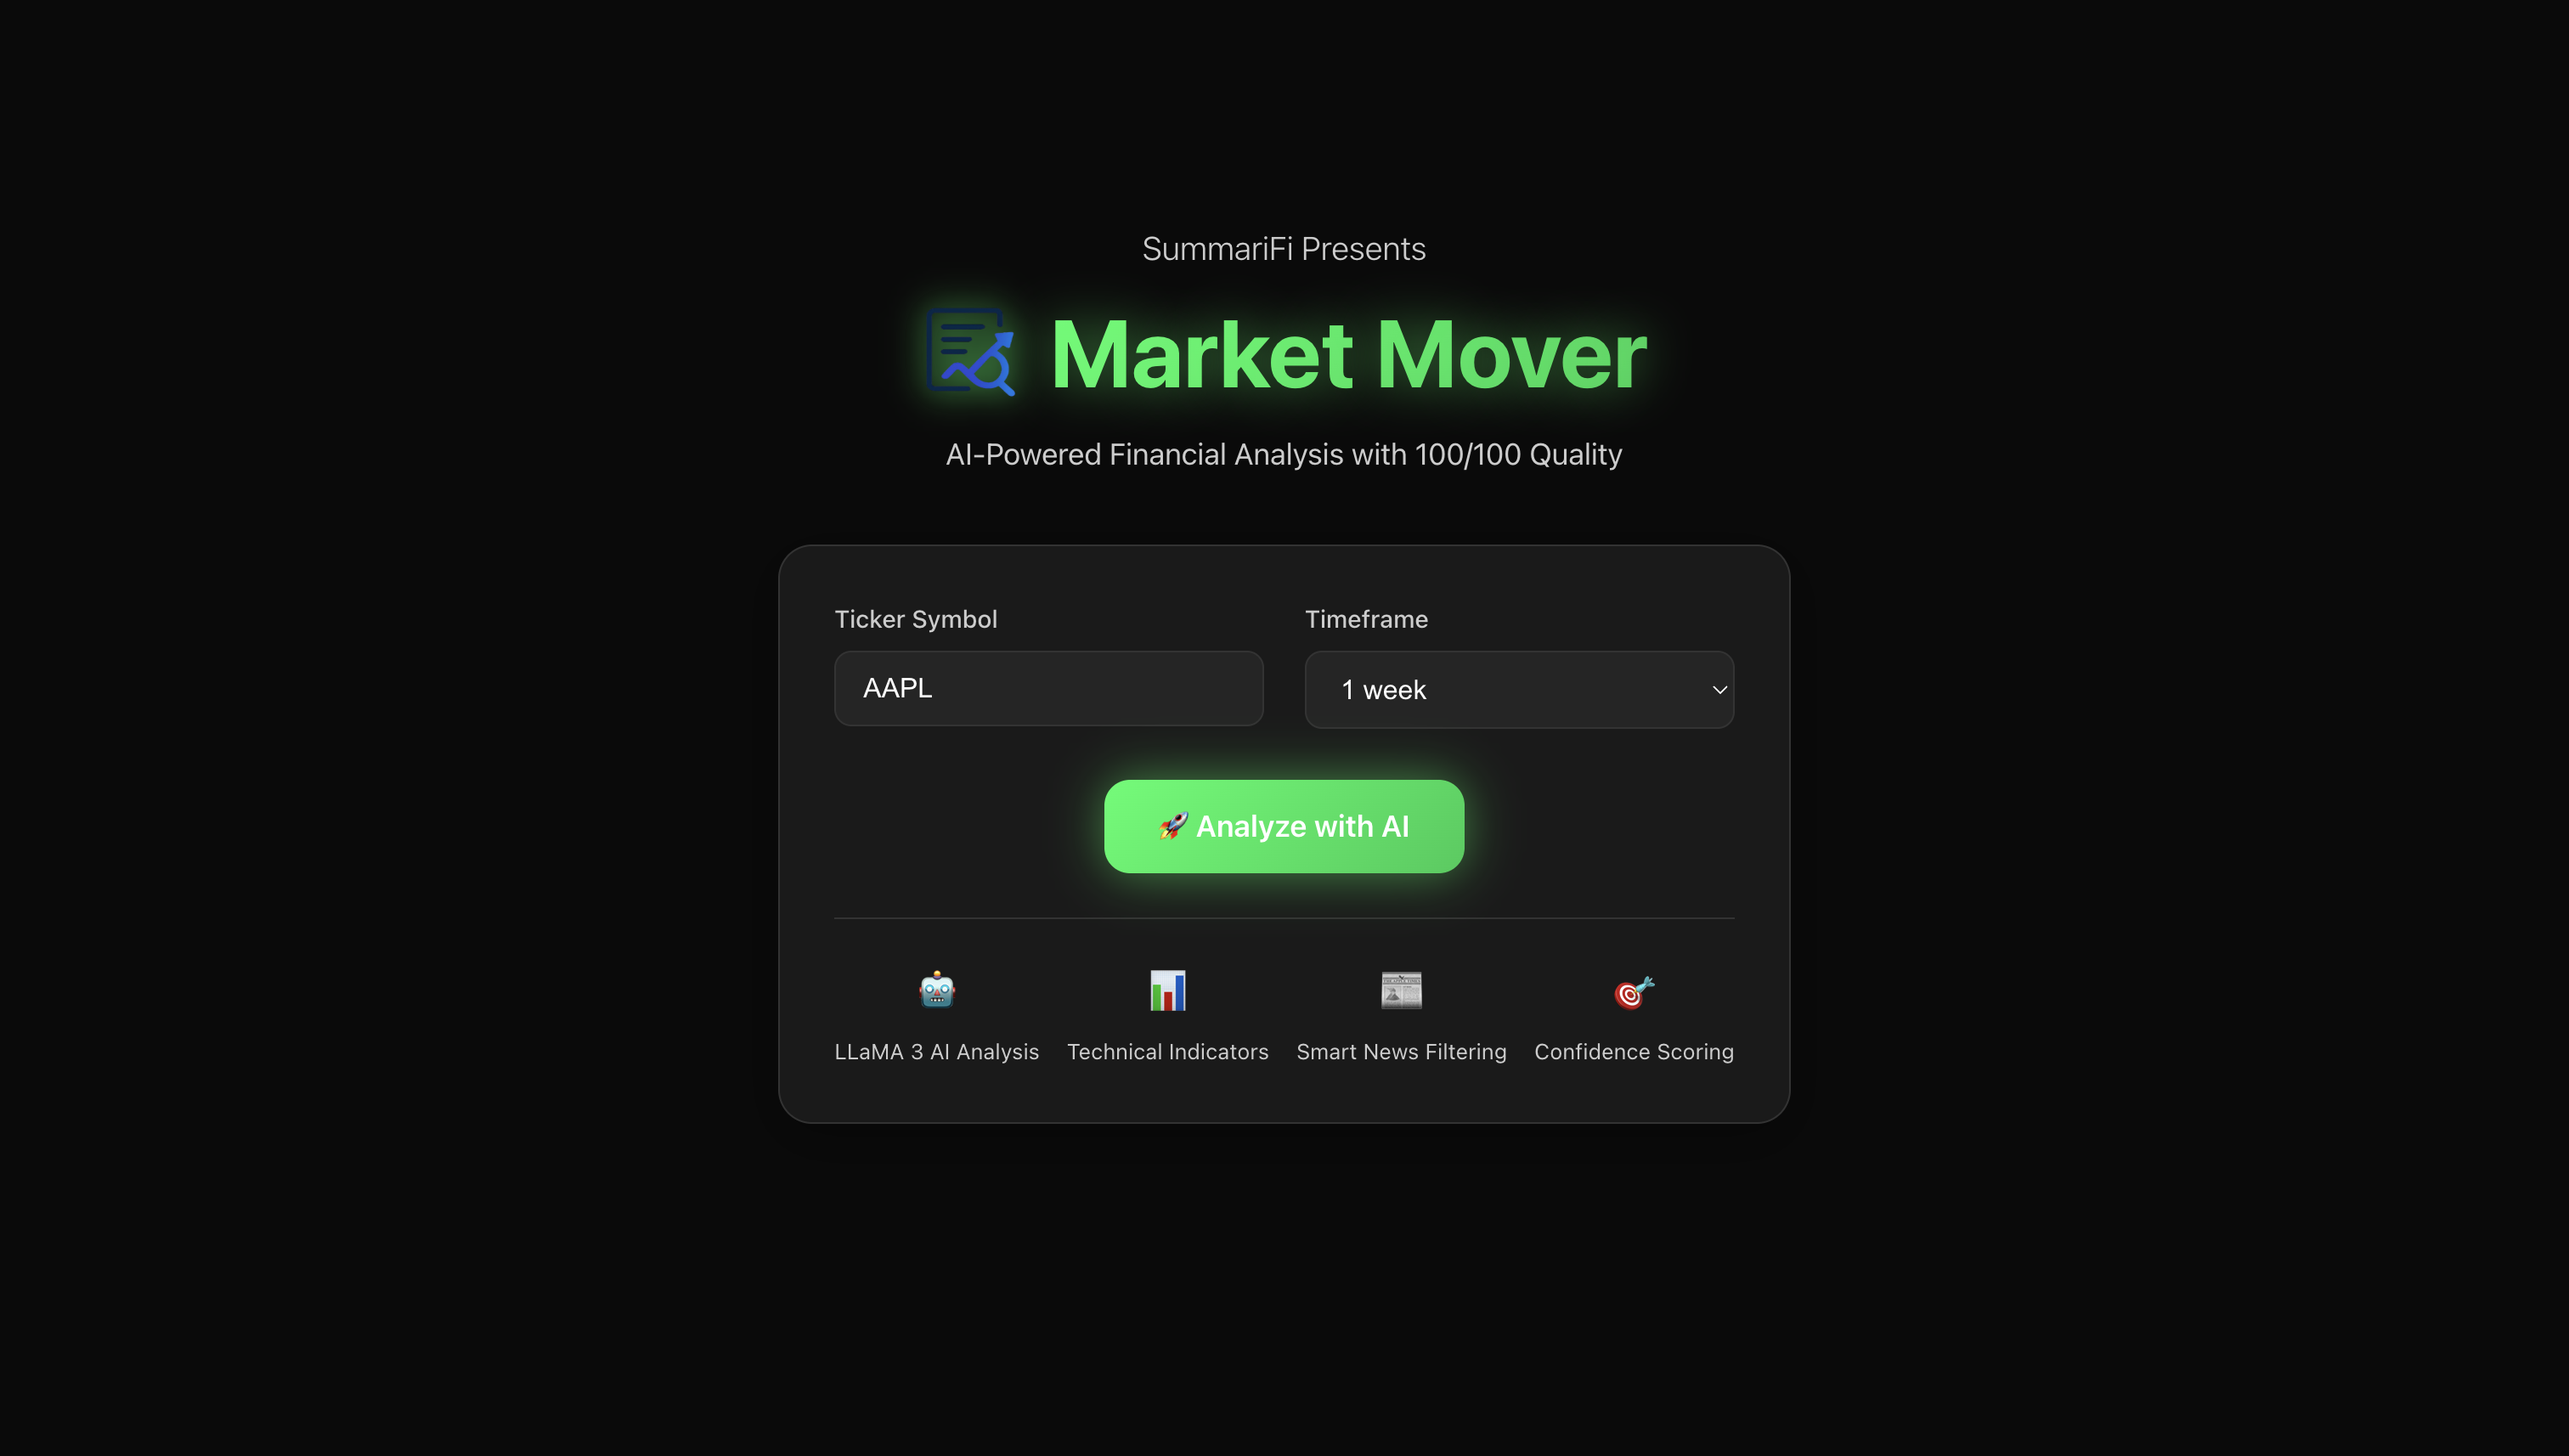 SummariFi Presents
Market Mover
AI-Powered Financial Analysis with 100/100 Quality
Ticker Symbol
Timeframe
AAPL
1 week
🚀 Analyze with AI
LLaMA 3 AI Analysis
Technical Indicators
Smart News Filtering
Confidence Scoring